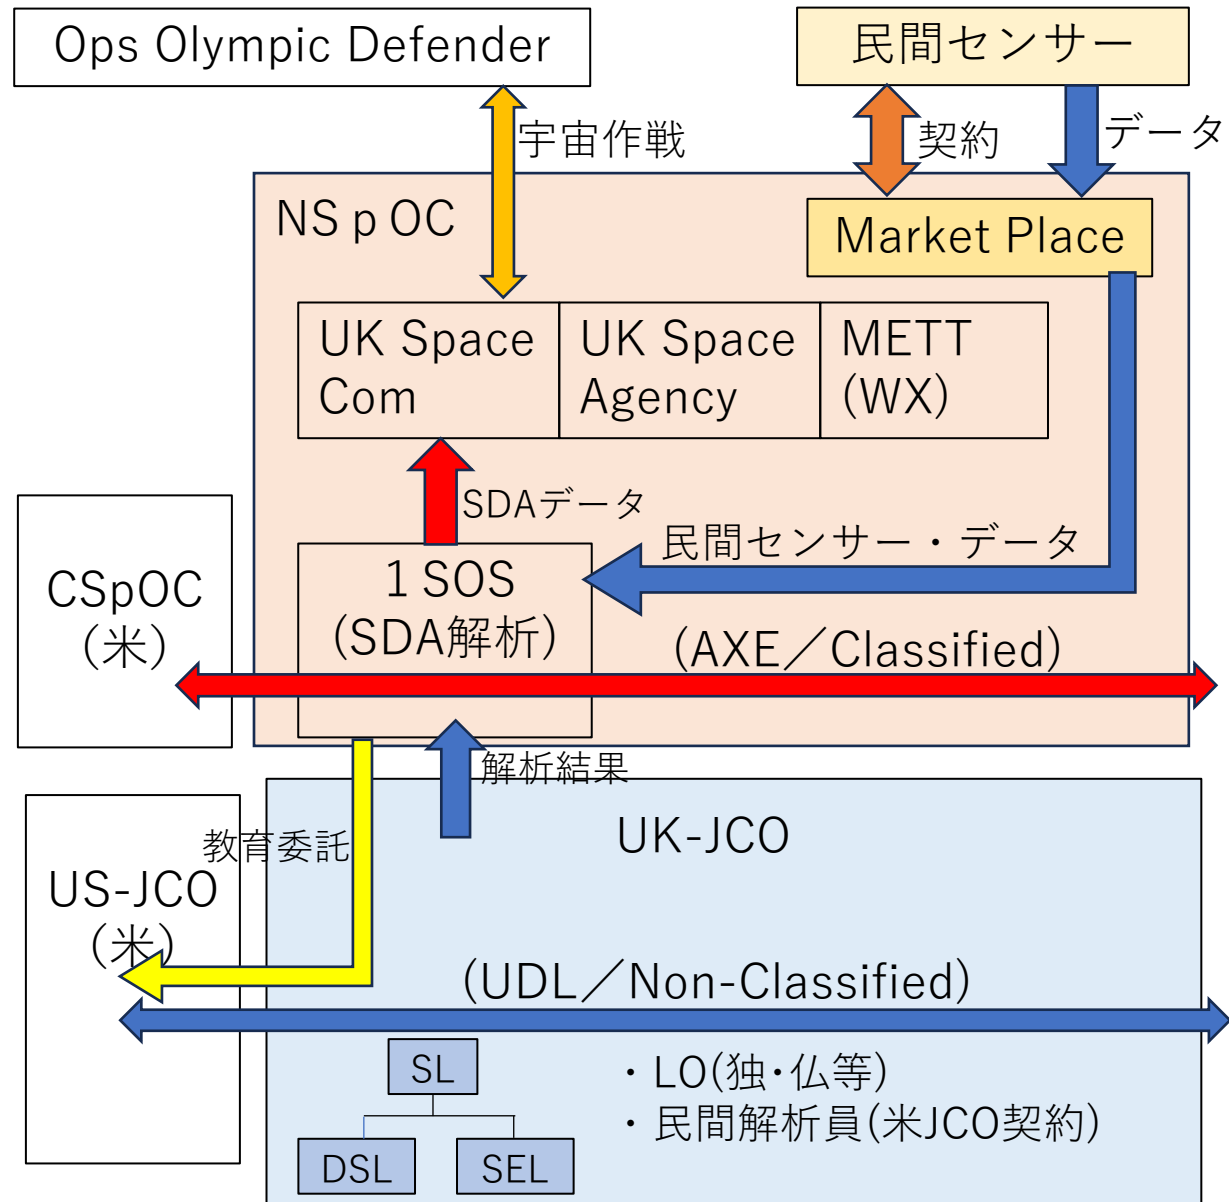 Ops Olympic Defender
民間センサー
宇宙作戦
契約
データ
NSpOC
Market Place
UK Space
Com
UK Space
Agency
METT
(WX)
SDAデータ
民間センサー・データ
CSpOC
(米)
1 SOS
(SDA解析)
(AXE／Classified)
解析結果
教育委託
UK-JCO
US-JCO
(米)
(UDL／Non-Classified)
SL
DSL
SEL
・LO(独･仏等)
・民間解析員(米JCO契約)